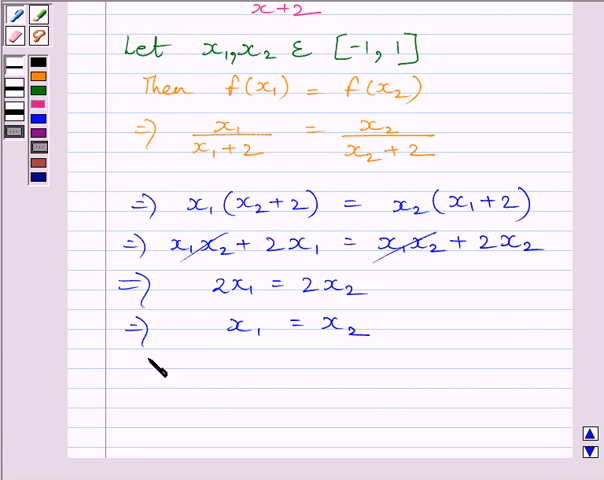 x+2
Let x₁,x₂ ε [-1, 1]
Then f(x₁) = f(x₂)
⇒) x₁/(x₁+2) = x₂/(x₂+2)
⇒) x₁(x₂+2) = x₂(x₁+2)
⇒) x₁x₂ + 2x₁ = x₁x₂ + 2x₂
⇒) 2x₁ = 2x₂
⇒) x₁ = x₂